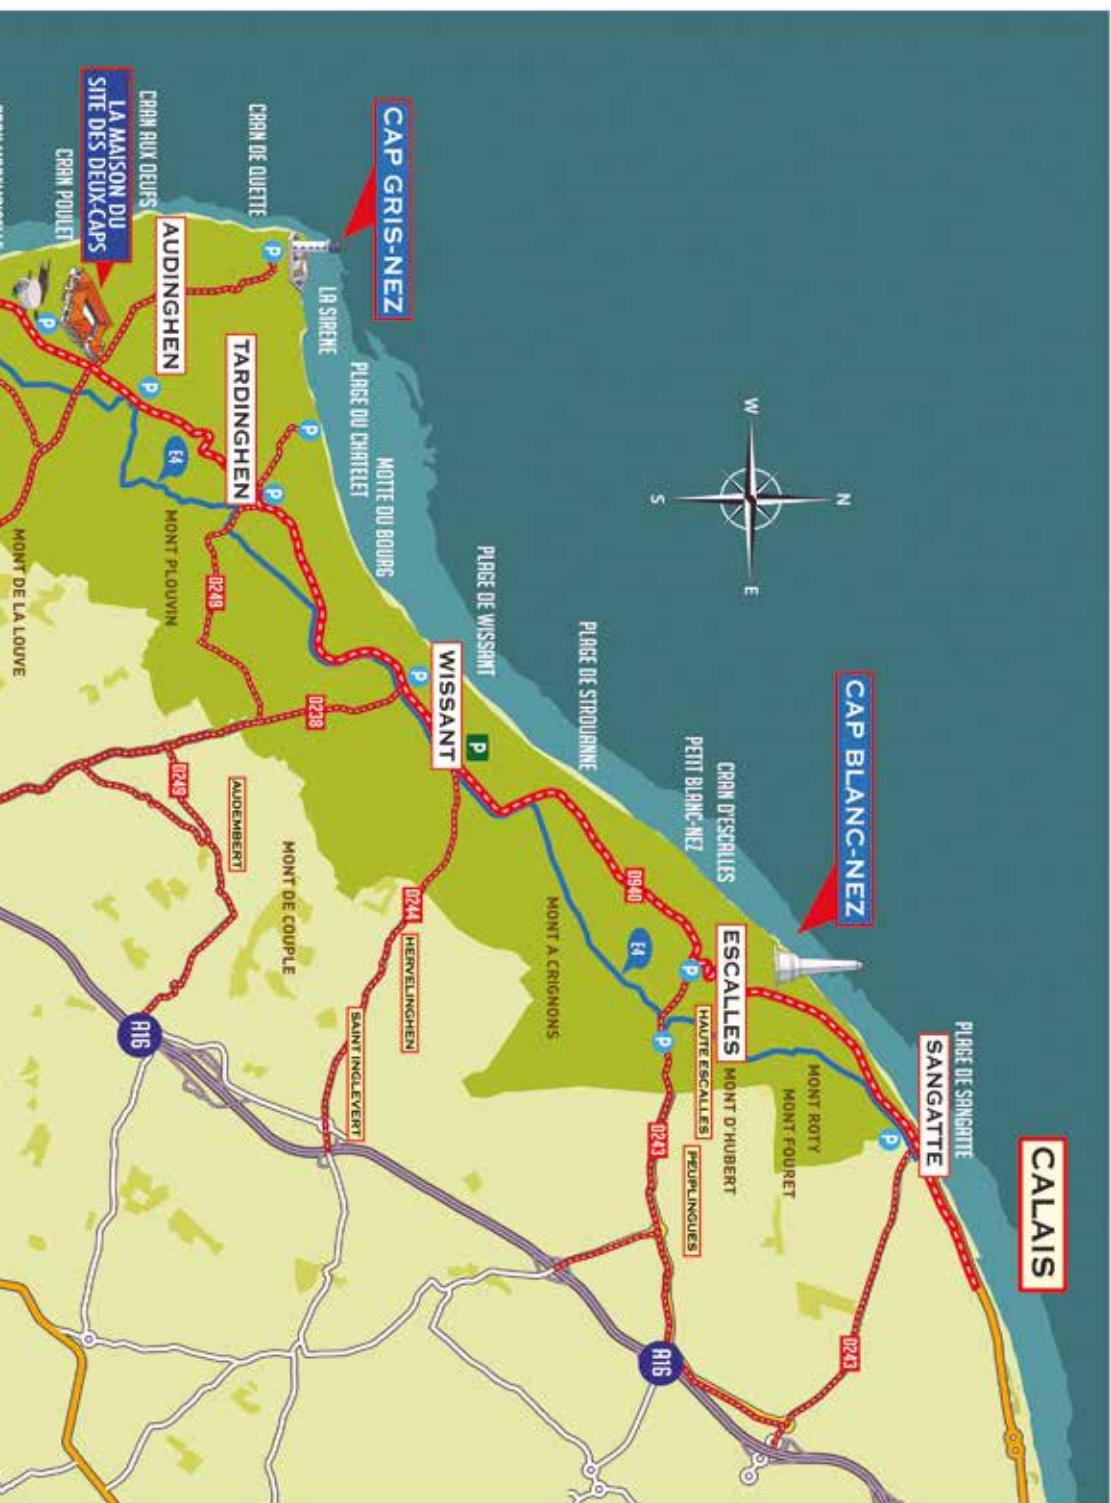 CALAIS
PLAGE DE SANGATTE
SANGATTE
CAP BLANC-NEZ
N
W
E
S
MONT ROTY
MONT FOURET
CRAN D'ESCALLES
PETIT BLANC-NEZ
ESCALLES
MONT D'HUBERT
HAUTE ESCALLES
PEUPLINGUES
D243
D243
A16
P
P
P
D940
E4
PLAGE DE STROUANNE
MONT A CRIGNONS
PLAGE DE WISSANT
P
WISSANT
P
CAP GRIS-NEZ
MOTTE DU BOURG
PLAGE DU CHATELET
LA SIRENE
D244
HERVELINGHEN
SAINT INGLEVERT
D238
MONT DE COUPLE
P
P
P
CRAN DE QUETTE
TARDINGHEN
AUDEMBERT
D249
D249
E4
MONT PLOUVIN
AUDINGHEN
P
CRAN AUX OEUFS
A16
LA MAISON DU
SITE DES DEUX-CAPS
CRAN POULET
P
MONT DE LA LOUVE